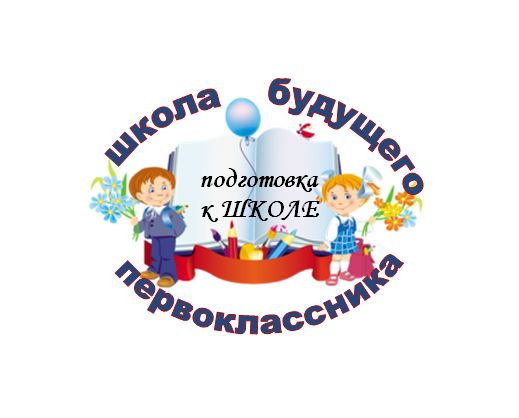 школа будущего
подготовка
к ШКОЛЕ
первоклассника